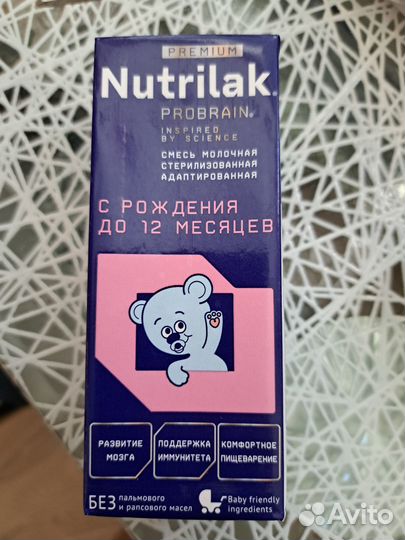 PREMIUM
Nutrilak®
PROBRAIN®
INSPIRED
BY SCIENCE
СМЕСЬ МОЛОЧНАЯ
СТЕРИЛИЗОВАННАЯ
АДАПТИРОВАННАЯ
С РОЖДЕНИЯ
ДО 12 МЕСЯЦЕВ
РАЗВИТИЕ
МОЗГА
ПОДДЕРЖКА
ИММУНИТЕТА
КОМФОРТНОЕ
ПИЩЕВАРЕНИЕ
БЕЗ пальмового
и рапсового масел
Baby friendly
ingredients
Avito